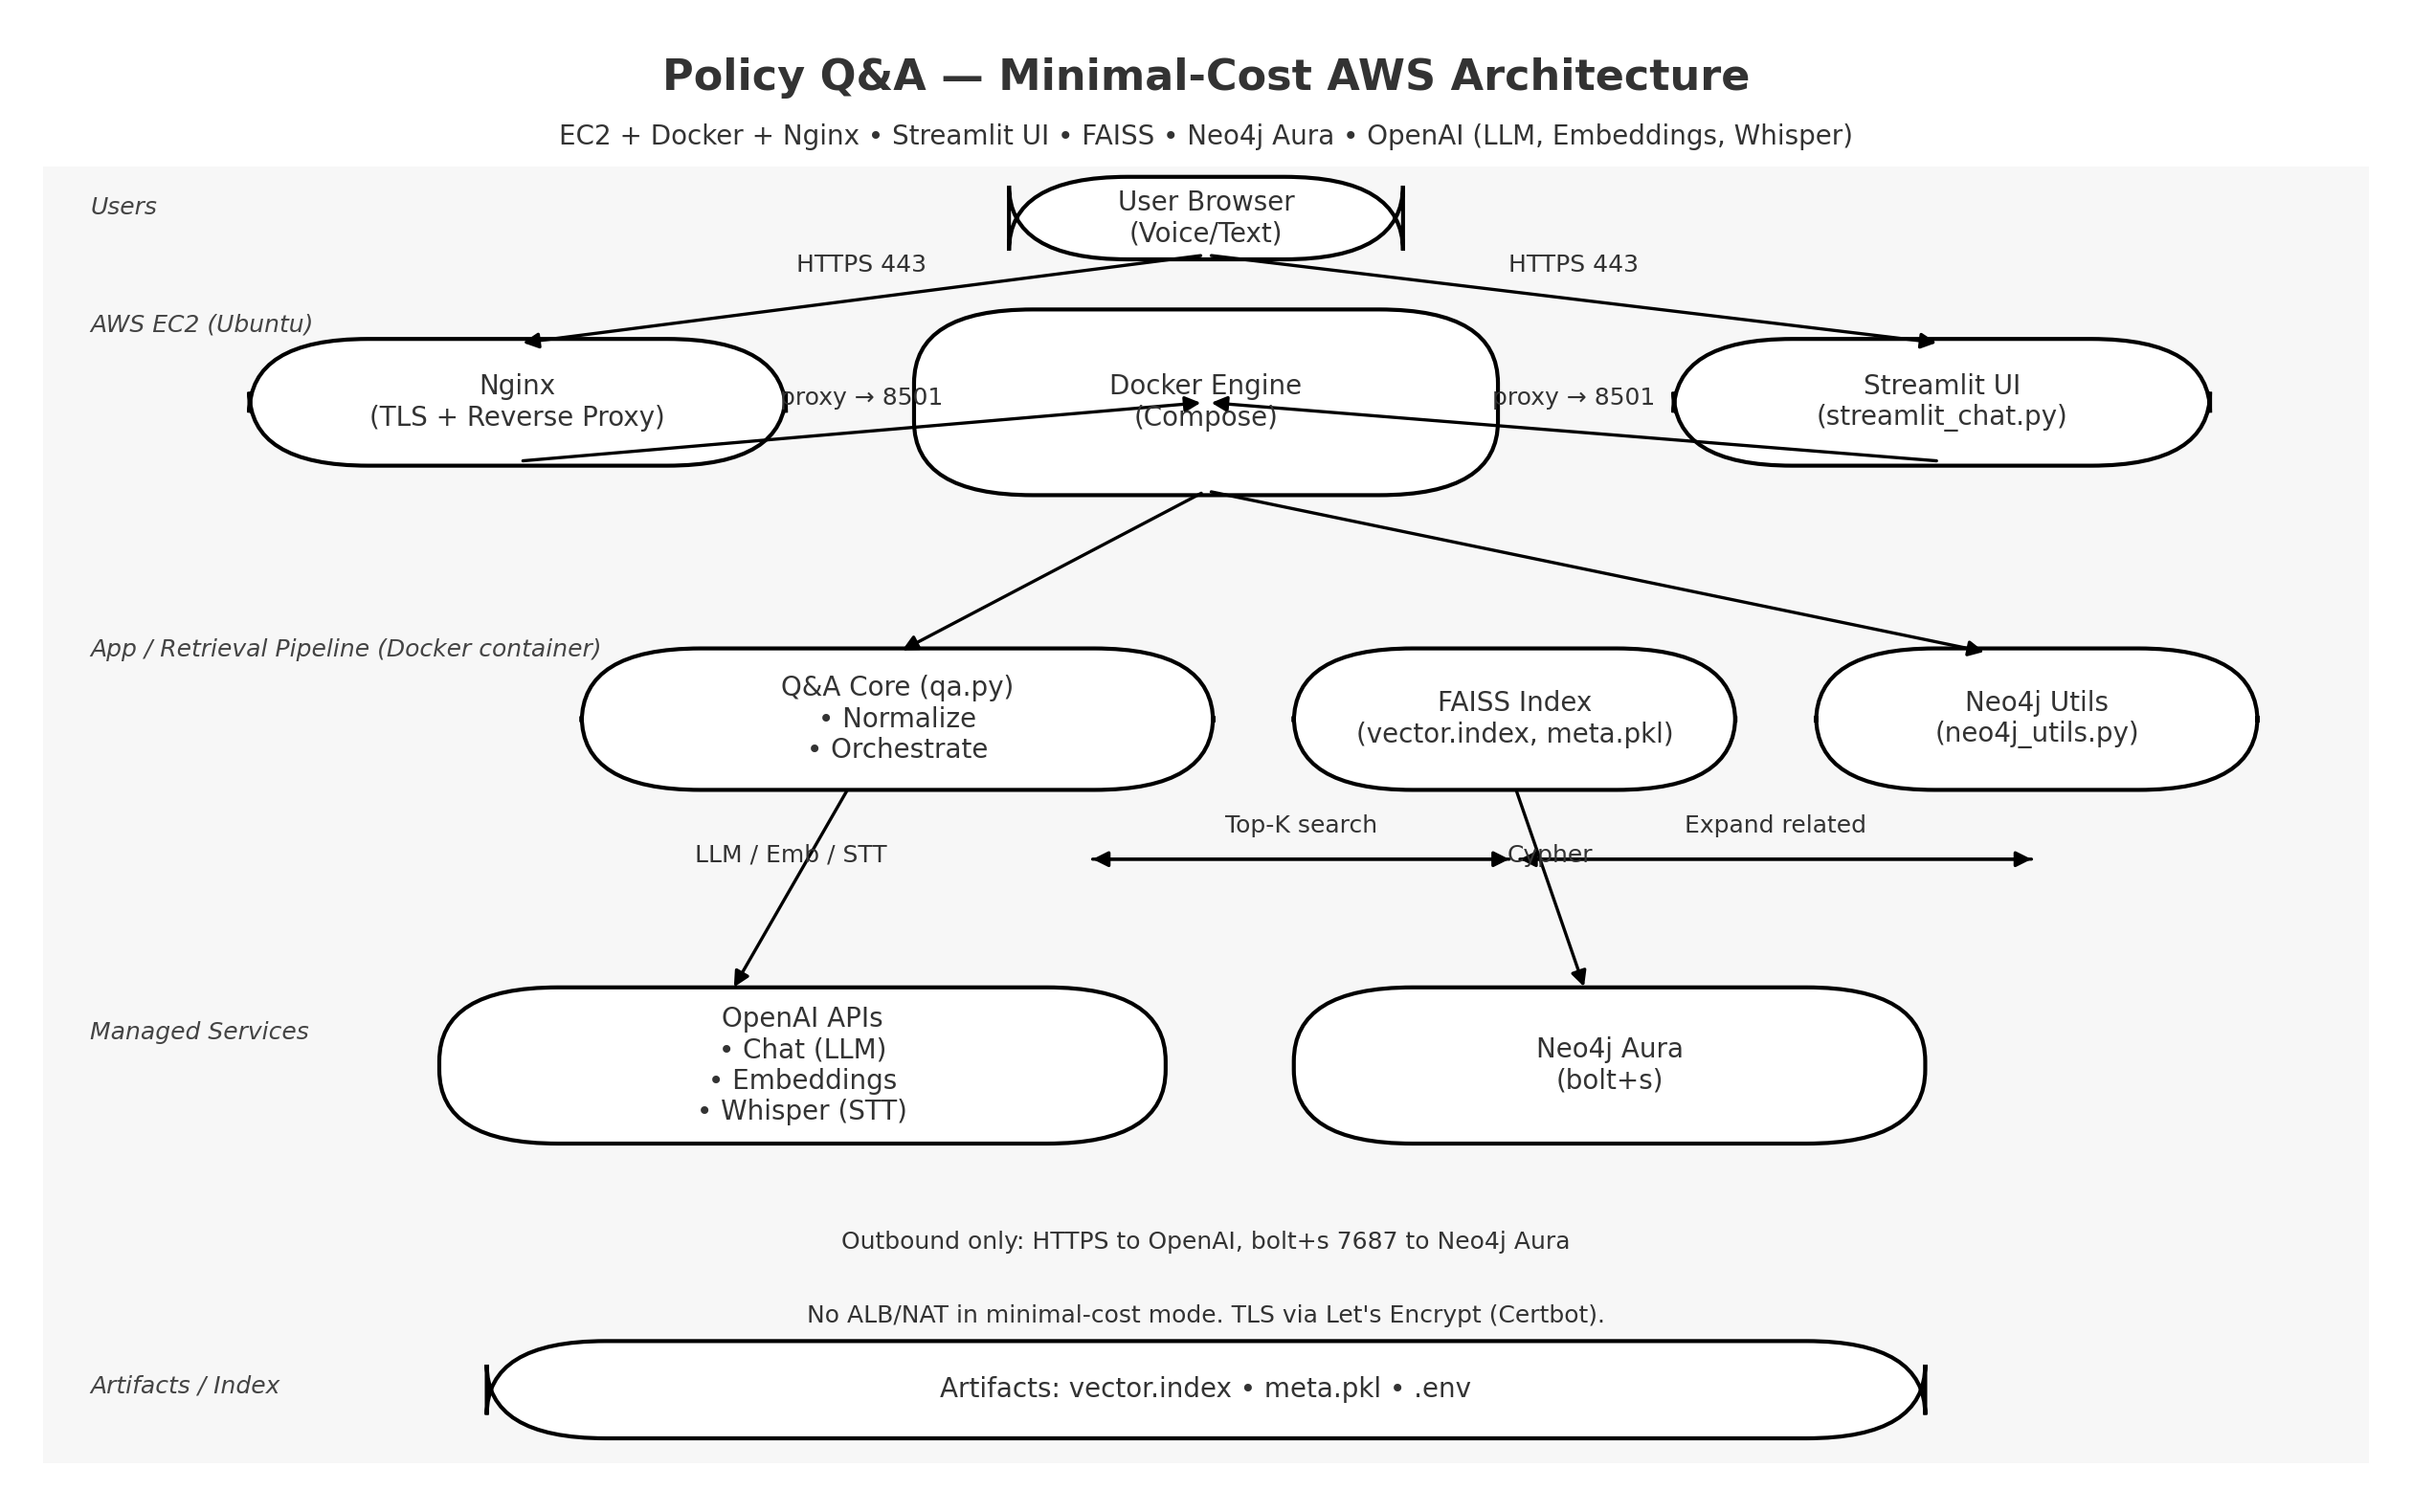 Policy Q&A — Minimal-Cost AWS Architecture
EC2 + Docker + Nginx • Streamlit UI • FAISS • Neo4j Aura • OpenAI (LLM, Embeddings, Whisper)
Users
User Browser
(Voice/Text)
HTTPS 443
HTTPS 443
AWS EC2 (Ubuntu)
Nginx
(TLS + Reverse Proxy)
proxy → 8501
Docker Engine
(Compose)
proxy → 8501
Streamlit UI
(streamlit_chat.py)
App / Retrieval Pipeline (Docker container)
Q&A Core (qa.py)
• Normalize
• Orchestrate
FAISS Index
(vector.index, meta.pkl)
Neo4j Utils
(neo4j_utils.py)
Top-K search
Expand related
LLM / Emb / STT
Cypher
Managed Services
OpenAI APIs
• Chat (LLM)
• Embeddings
• Whisper (STT)
Neo4j Aura
(bolt+s)
Outbound only: HTTPS to OpenAI, bolt+s 7687 to Neo4j Aura
No ALB/NAT in minimal-cost mode. TLS via Let's Encrypt (Certbot).
Artifacts / Index
Artifacts: vector.index • meta.pkl • .env